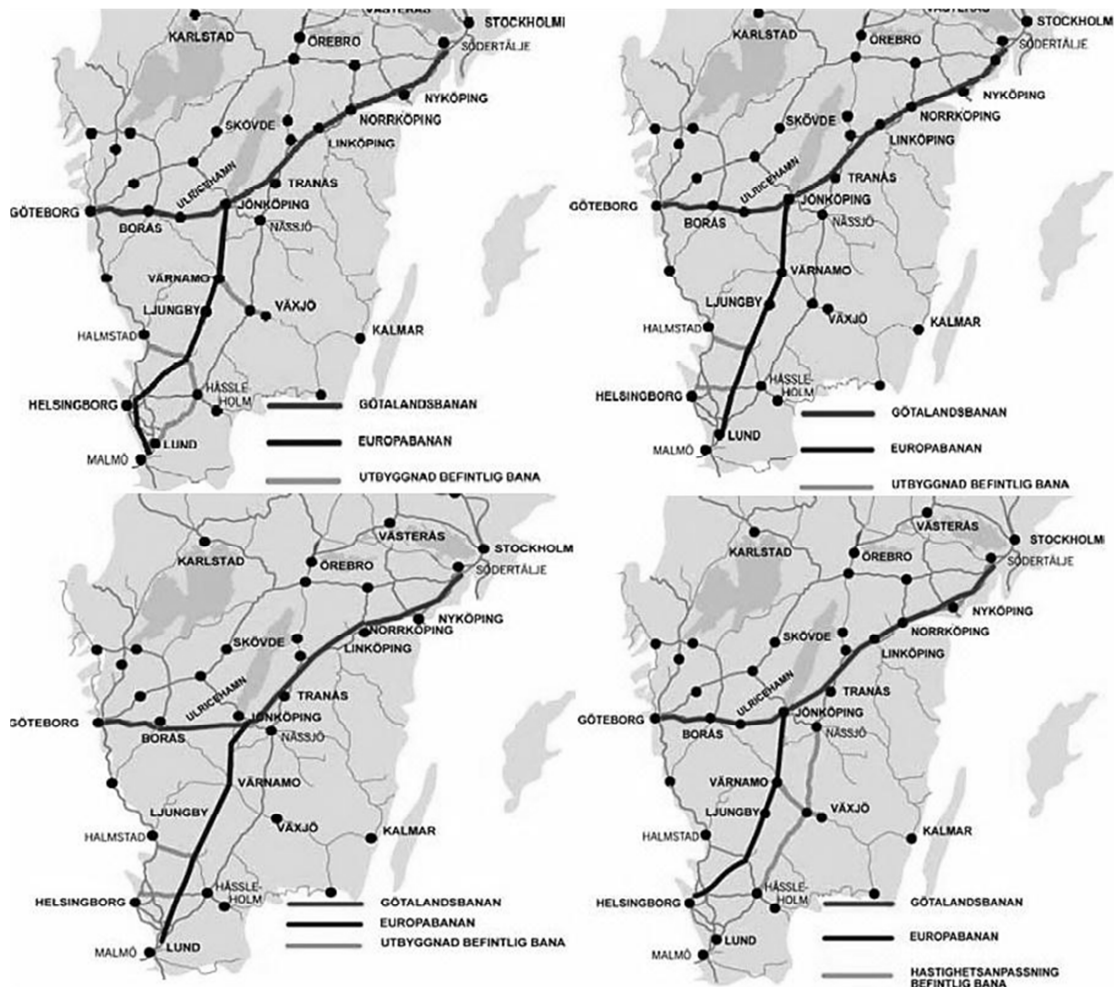 VÄSTERÅS
STOCKHOLM
KARLSTAD
ÖREBRO
SÖDERTÄLJE
NYKÖPING
SKÖVDE
NORRKÖPING
LINKÖPING
ULRICEHAMN
TRANÅS
JÖNKÖPING
GÖTEBORG
NÄSSJÖ
BORÅS
VÄRNAMO
LJUNGBY
VÄXJÖ
HALMSTAD
KALMAR
HÄSSLE-
HOLM
HELSINGBORG
GÖTALANDSBANAN
LUND
EUROPABANAN
MALMÖ
UTBYGGNAD BEFINTLIG BANA
VÄSTERÅS
STOCKHOLM
KARLSTAD
ÖREBRO
SÖDERTÄLJE
NYKÖPING
SKÖVDE
NORRKÖPING
LINKÖPING
ULRICEHAMN
TRANÅS
JÖNKÖPING
GÖTEBORG
NÄSSJÖ
BORÅS
VÄRNAMO
LJUNGBY
VÄXJÖ
HALMSTAD
KALMAR
HÄSSLE-
HOLM
HELSINGBORG
GÖTALANDSBANAN
LUND
EUROPABANAN
MALMÖ
UTBYGGNAD BEFINTLIG BANA
VÄSTERÅS
STOCKHOLM
KARLSTAD
ÖREBRO
SÖDERTÄLJE
NYKÖPING
NORRKÖPING
SKÖVDE
LINKÖPING
ULRICEHAMN
TRANÅS
JÖNKÖPING
GÖTEBORG
BORÅS
NÄSSJÖ
VÄRNAMO
LJUNGBY
VÄXJÖ
HALMSTAD
KALMAR
HÄSSLE-
HOLM
HELSINGBORG
GÖTALANDSBANAN
EUROPABANAN
UTBYGGNAD BEFINTLIG BANA
LUND
MALMÖ
VÄSTERÅS
STOCKHOLM
KARLSTAD
ÖREBRO
SÖDERTÄLJE
NYKÖPING
NORRKÖPING
SKÖVDE
LINKÖPING
ULRICEHAMN
TRANÅS
JÖNKÖPING
GÖTEBORG
NÄSSJÖ
BORÅS
VÄRNAMO
LJUNGBY
VÄXJÖ
HALMSTAD
KALMAR
HÄSSLE-
HOLM
HELSINGBORG
GÖTALANDSBANAN
LUND
EUROPABANAN
MALMÖ
HASTIGHETSANPASSNING
BEFINTLIG BANA